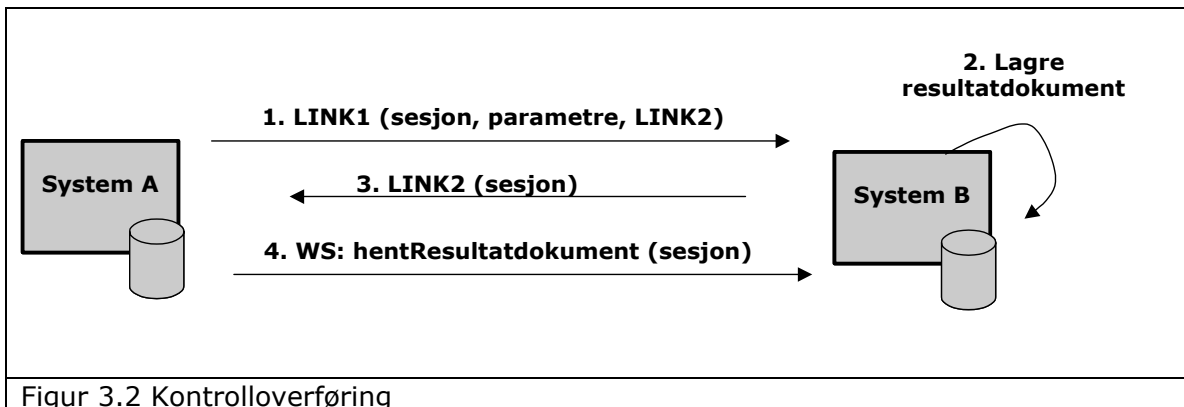 2. Lagre
resultatdokument
1. LINK1 (sesjon, parametre, LINK2)
System A
3. LINK2 (sesjon)
System B
4. WS: hentResultatdokument (sesjon)
Figur 3.2 Kontrolloverføring